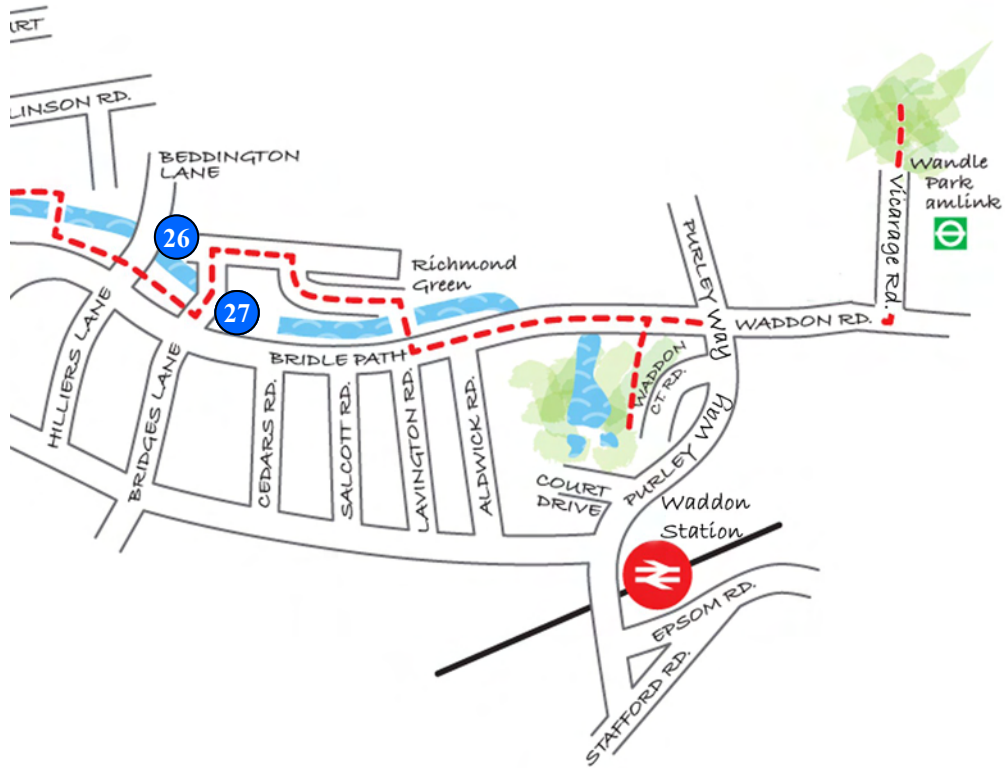 LINSON RD.
BEDDINGTON
LANE
26
Wandle
Park
amlink
Vicarage Rd.
PURLEY WAY
Richmond
Green
27
WADDON RD.
HILLIERS LANE
BRIDLE PATH
BRIDGES LANE
CEDARS RD.
SALCOTT RD.
LAVINGTON RD.
ALDWICK RD.
WADDON
CT. RD.
PURLEY WAY
COURT
DRIVE
Waddon
Station
EPSOM RD.
STAFFORD RD.